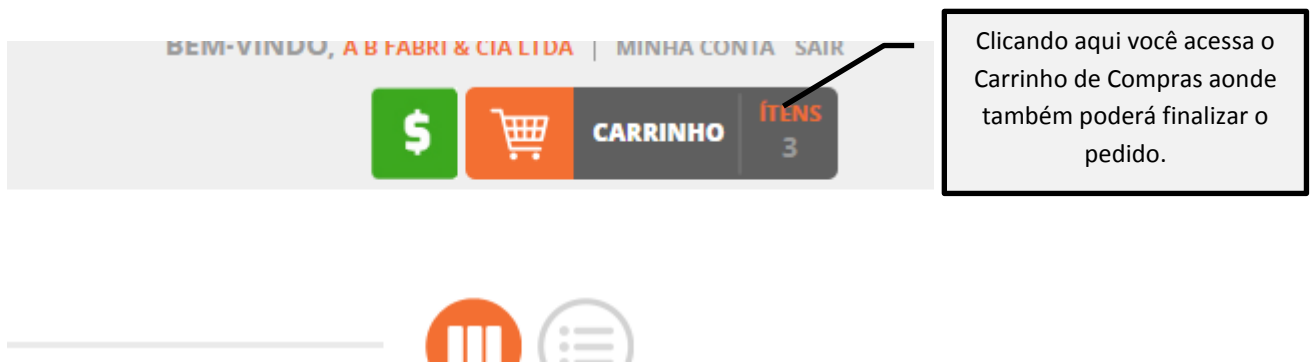 BEM-VINDO, A B FABRI & CIA LTDA | MINHA CONTA SAIR
$
CARRINHO
ÍTENS
3
Clicando aqui você acessa o
Carrinho de Compras aonde
também poderá finalizar o
pedido.